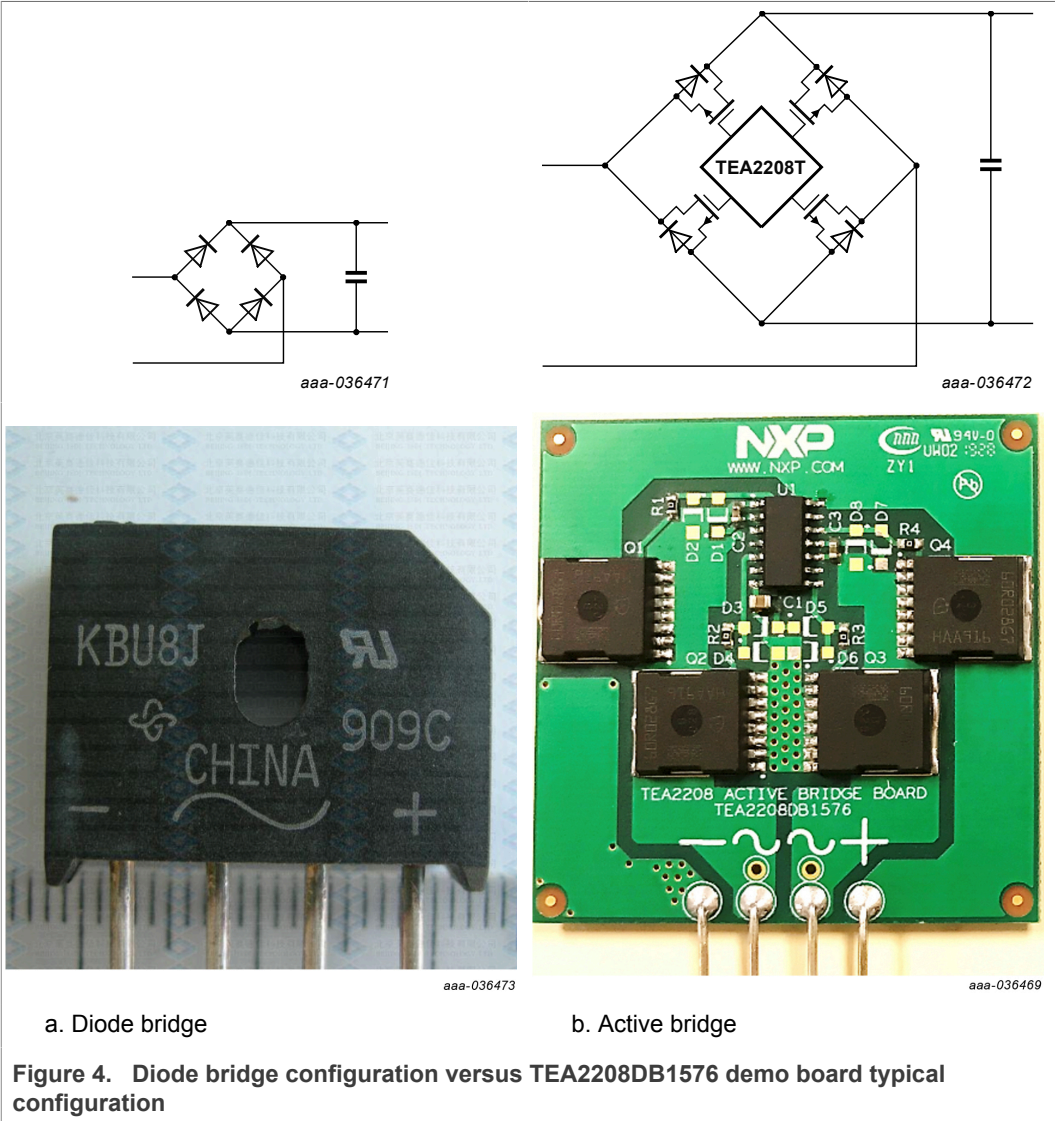 TEA2208T
aaa-036471
aaa-036472
KBU8J
909C
CHINA
NXP
WWW.NXP.COM
94V-0
UW02 1928
ZY1
Pb
U1
R1
D2
D1
C2
C3
D8
D7
R4
Q1
Q4
D3
C1
D5
R2
R3
Q2
D4
D6
Q3
TEA2208 ACTIVE BRIDGE BOARD
TEA2208DB1576
aaa-036473
aaa-036469
a. Diode bridge
b. Active bridge
Figure 4. Diode bridge configuration versus TEA2208DB1576 demo board typical
configuration